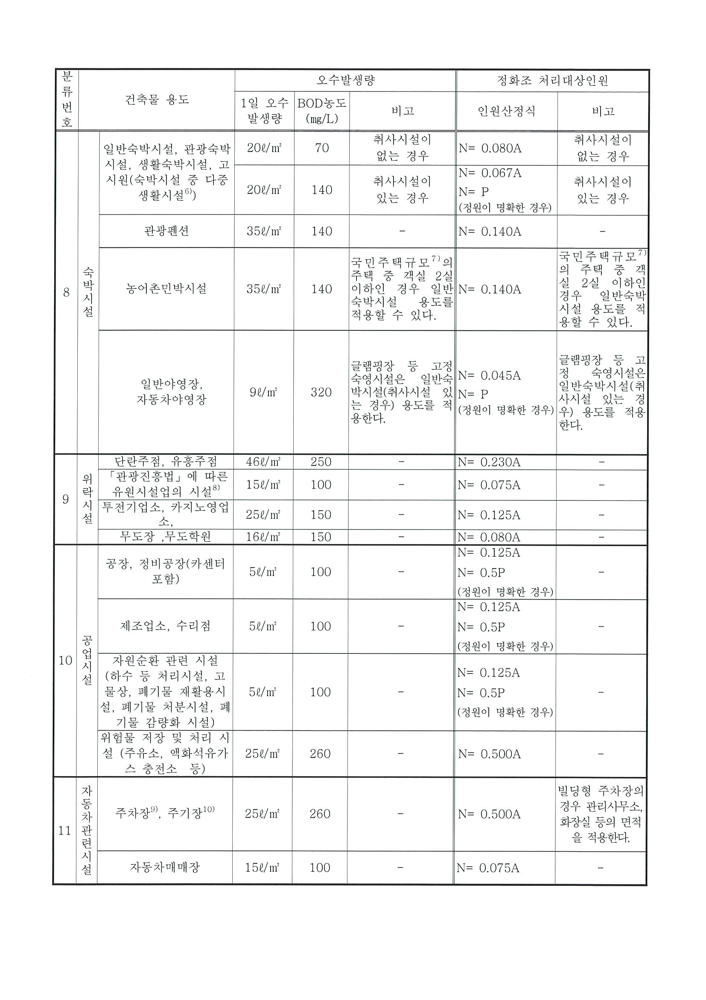 분
류
번
호
건축물 용도
오수발생량
정화조 처리대상인원
1일 오수
발생량
BOD농도
(㎎/L)
비고
인원산정식
비고
8
숙
박
시
설
일반숙박시설, 관광숙박
시설, 생활숙박시설, 고
시원(숙박시설 중 다중
생활시설6))
20ℓ/㎡
70
취사시설이
없는 경우
N= 0.080A
취사시설이
없는 경우
20ℓ/㎡
140
취사시설이
있는 경우
N= 0.067A
N= P
(정원이 명확한 경우)
취사시설이
있는 경우
관광펜션
35ℓ/㎡
140
-
N= 0.140A
-
농어촌민박시설
35ℓ/㎡
140
국민주택규모7)의
주택 중 객실 2실
이하인 경우 일반
숙박시설 용도를
적용할 수 있다.
N= 0.140A
국민주택규모7)
의 주택 중 객
실 2실 이하인
경우 일반숙박
시설 용도를 적
용할 수 있다.
일반야영장,
자동차야영장
9ℓ/㎡
320
글램핑장 등 고정
숙영시설은 일반숙
박시설(취사시설 있
는 경우) 용도를 적
용한다.
N= 0.045A
N= P
(정원이 명확한 경우)
글램핑장 등 고
정 숙영시설은
일반숙박시설(취
사시설 있는 경
우) 용도를 적용
한다.
9
위
락
시
설
단란주점, 유흥주점
46ℓ/㎡
250
-
N= 0.230A
-
「관광진흥법」에 따른
유원시설업의 시설8)
15ℓ/㎡
100
-
N= 0.075A
-
투전기업소, 카지노영업
소,
25ℓ/㎡
150
-
N= 0.125A
-
무도장 ,무도학원
16ℓ/㎡
150
-
N= 0.080A
-
10
공
업
시
설
공장, 정비공장(카센터
포함)
5ℓ/㎡
100
-
N= 0.125A
N= 0.5P
(정원이 명확한 경우)
-
제조업소, 수리점
5ℓ/㎡
100
-
N= 0.125A
N= 0.5P
(정원이 명확한 경우)
-
자원순환 관련 시설
(하수 등 처리시설, 고
물상, 폐기물 재활용시
설, 폐기물 처분시설, 폐
기물 감량화 시설)
5ℓ/㎡
100
-
N= 0.125A
N= 0.5P
(정원이 명확한 경우)
-
위험물 저장 및 처리 시
설 (주유소, 액화석유가
스 충전소 등)
25ℓ/㎡
260
-
N= 0.500A
-
11
자
동
차
관
련
시
설
주차장9), 주기장10)
25ℓ/㎡
260
-
N= 0.500A
빌딩형 주차장의
경우 관리사무소,
화장실 등의 면적
을 적용한다.
자동차매매장
15ℓ/㎡
100
-
N= 0.075A
-